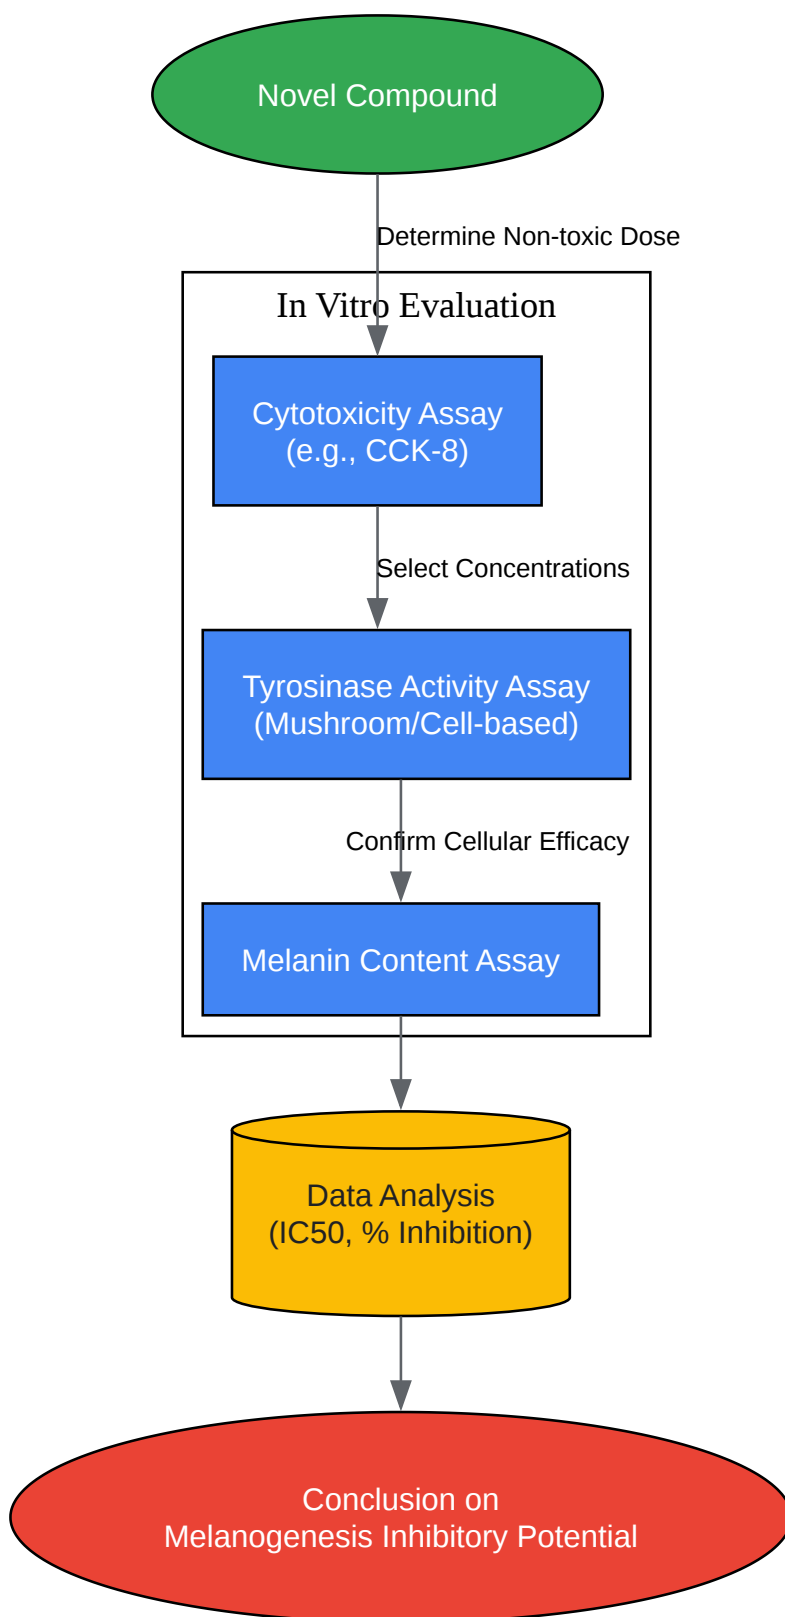 Novel Compound
Determine Non-toxic Dose
In Vitro Evaluation
Cytotoxicity Assay
(e.g., CCK-8)
Select Concentrations
Tyrosinase Activity Assay
(Mushroom/Cell-based)
Confirm Cellular Efficacy
Melanin Content Assay
Data Analysis
(IC50, % Inhibition)
Conclusion on
Melanogenesis Inhibitory Potential